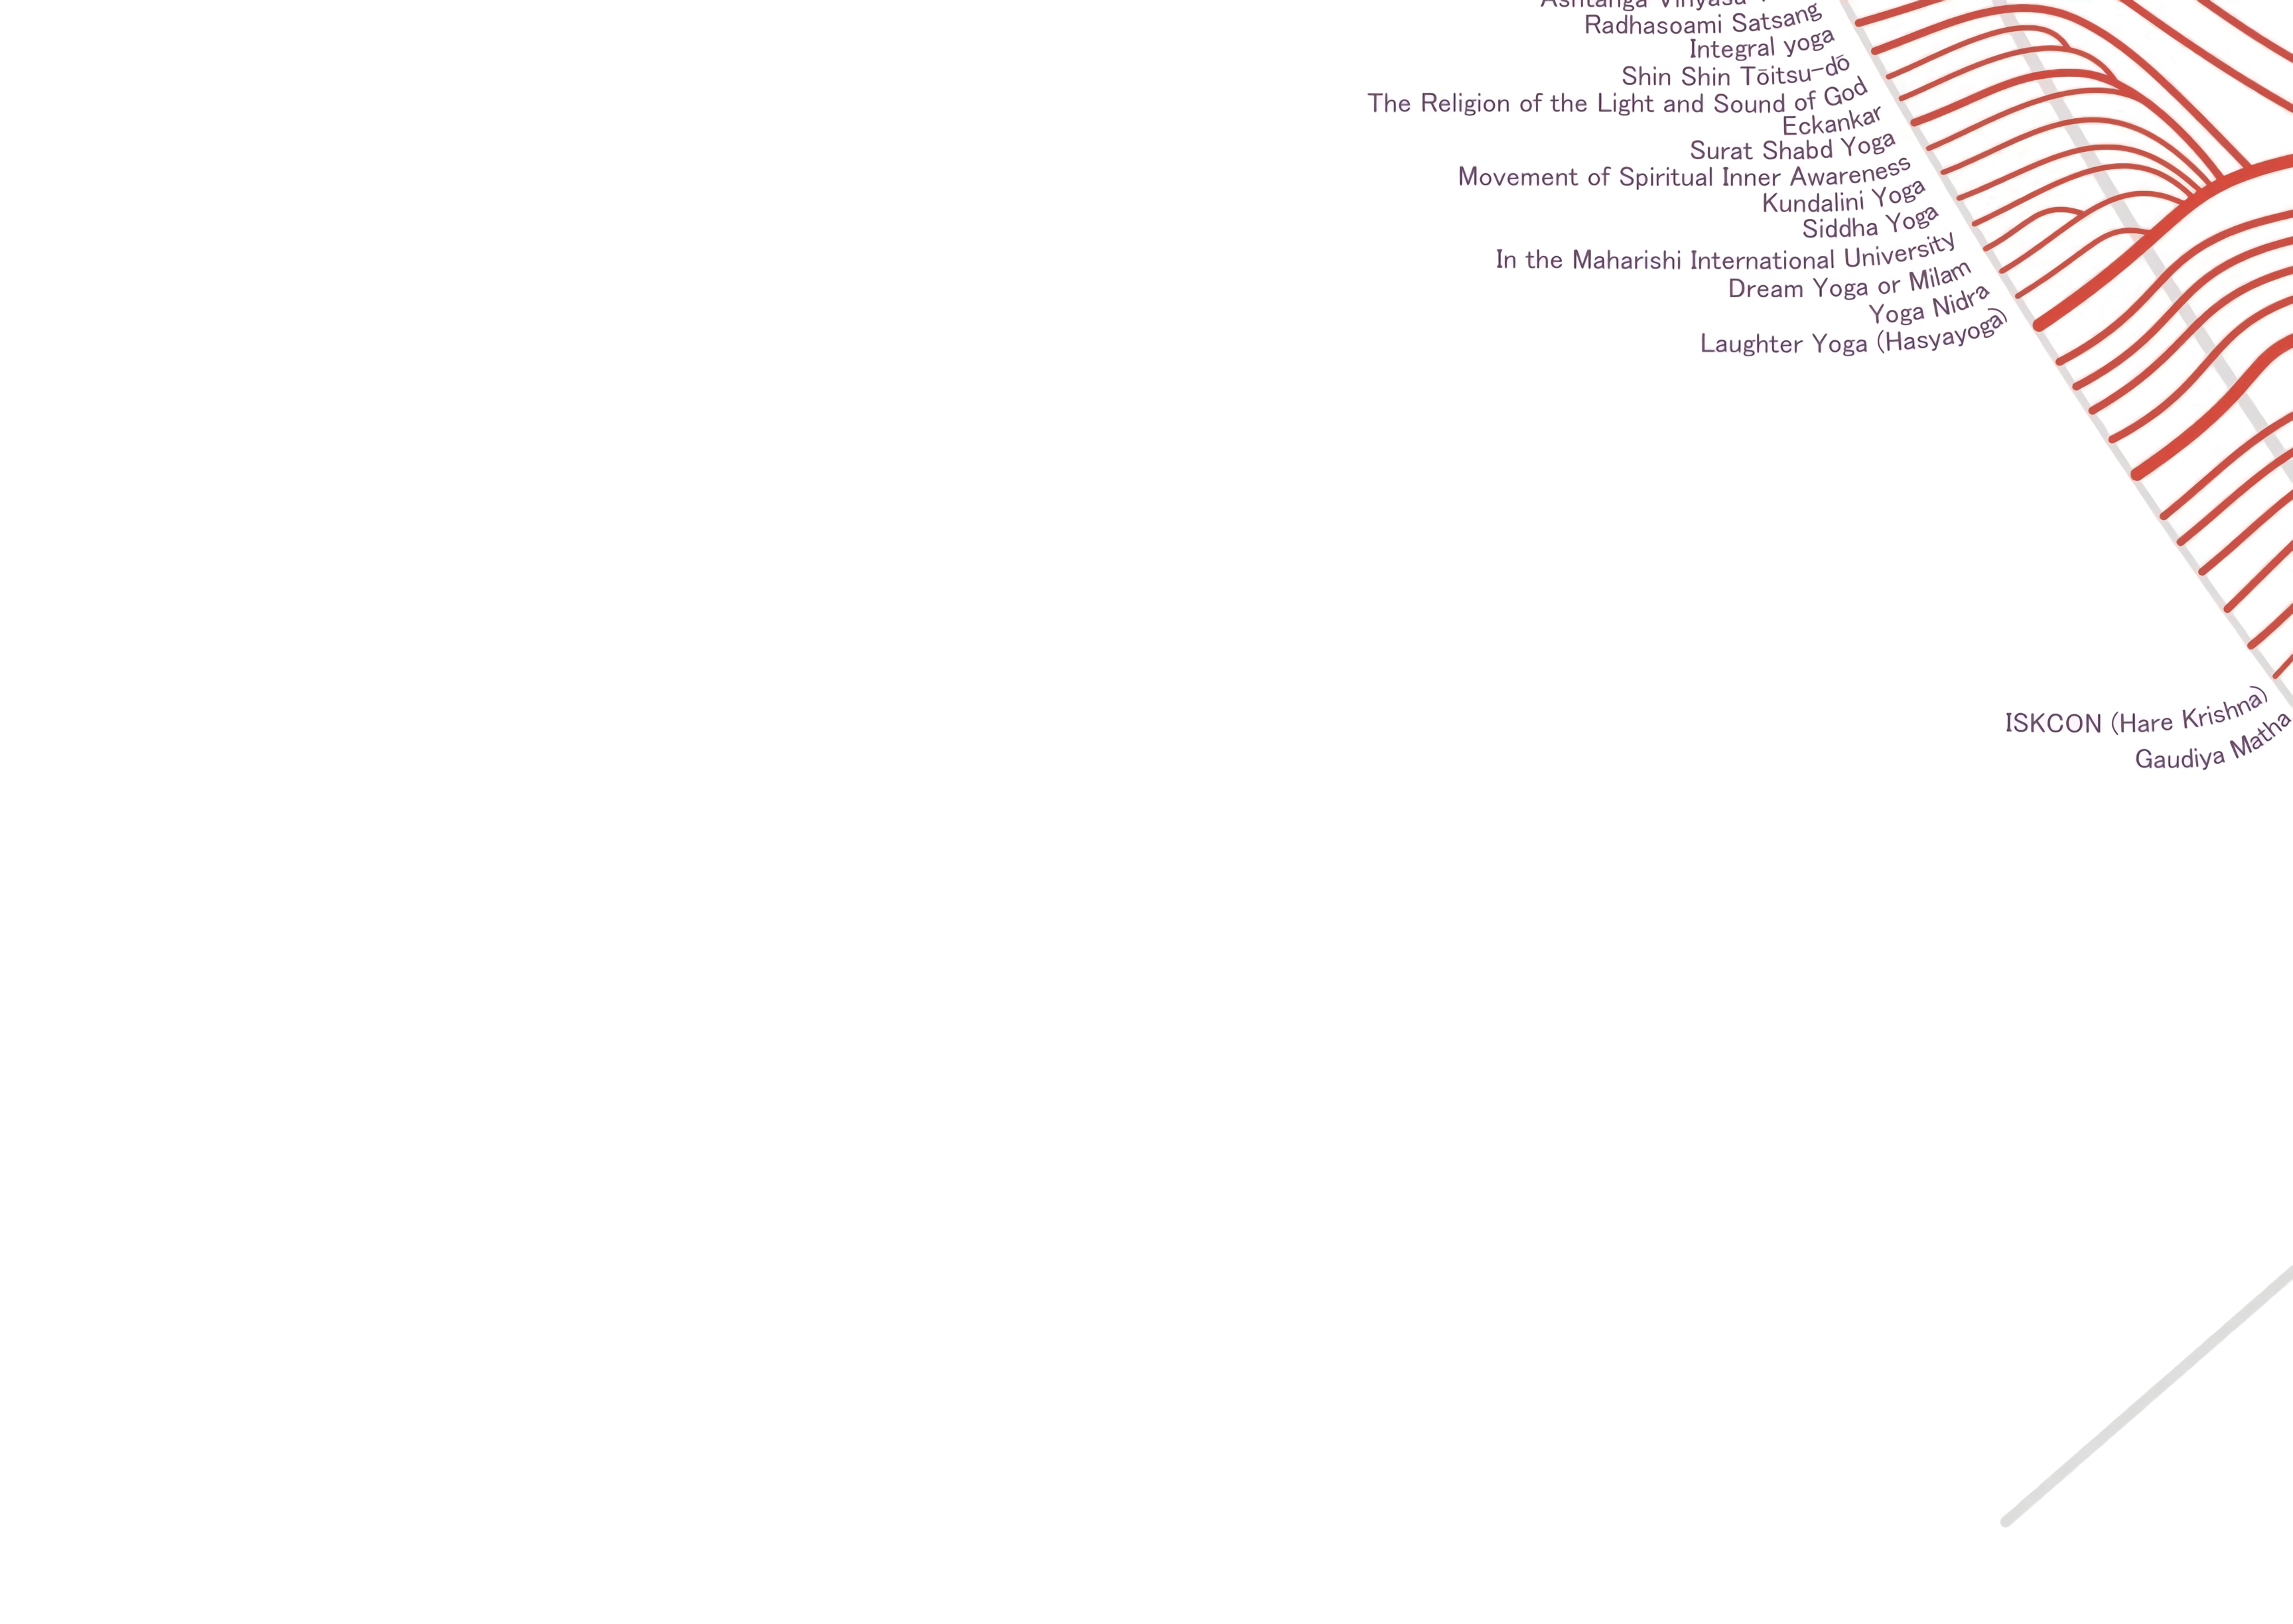 Radhasoami Satsang
Integral yoga
Shin Shin Tōitsu-dō
The Religion of the Light and Sound of God
Eckankar
Surat Shabd Yoga
Movement of Spiritual Inner Awareness
Kundalini Yoga
Siddha Yoga
In the Maharishi International University
Dream Yoga or Milam
Yoga Nidra
Laughter Yoga (Hasyayoga)
ISKCON (Hare Krishna)
Gaudiya Matha